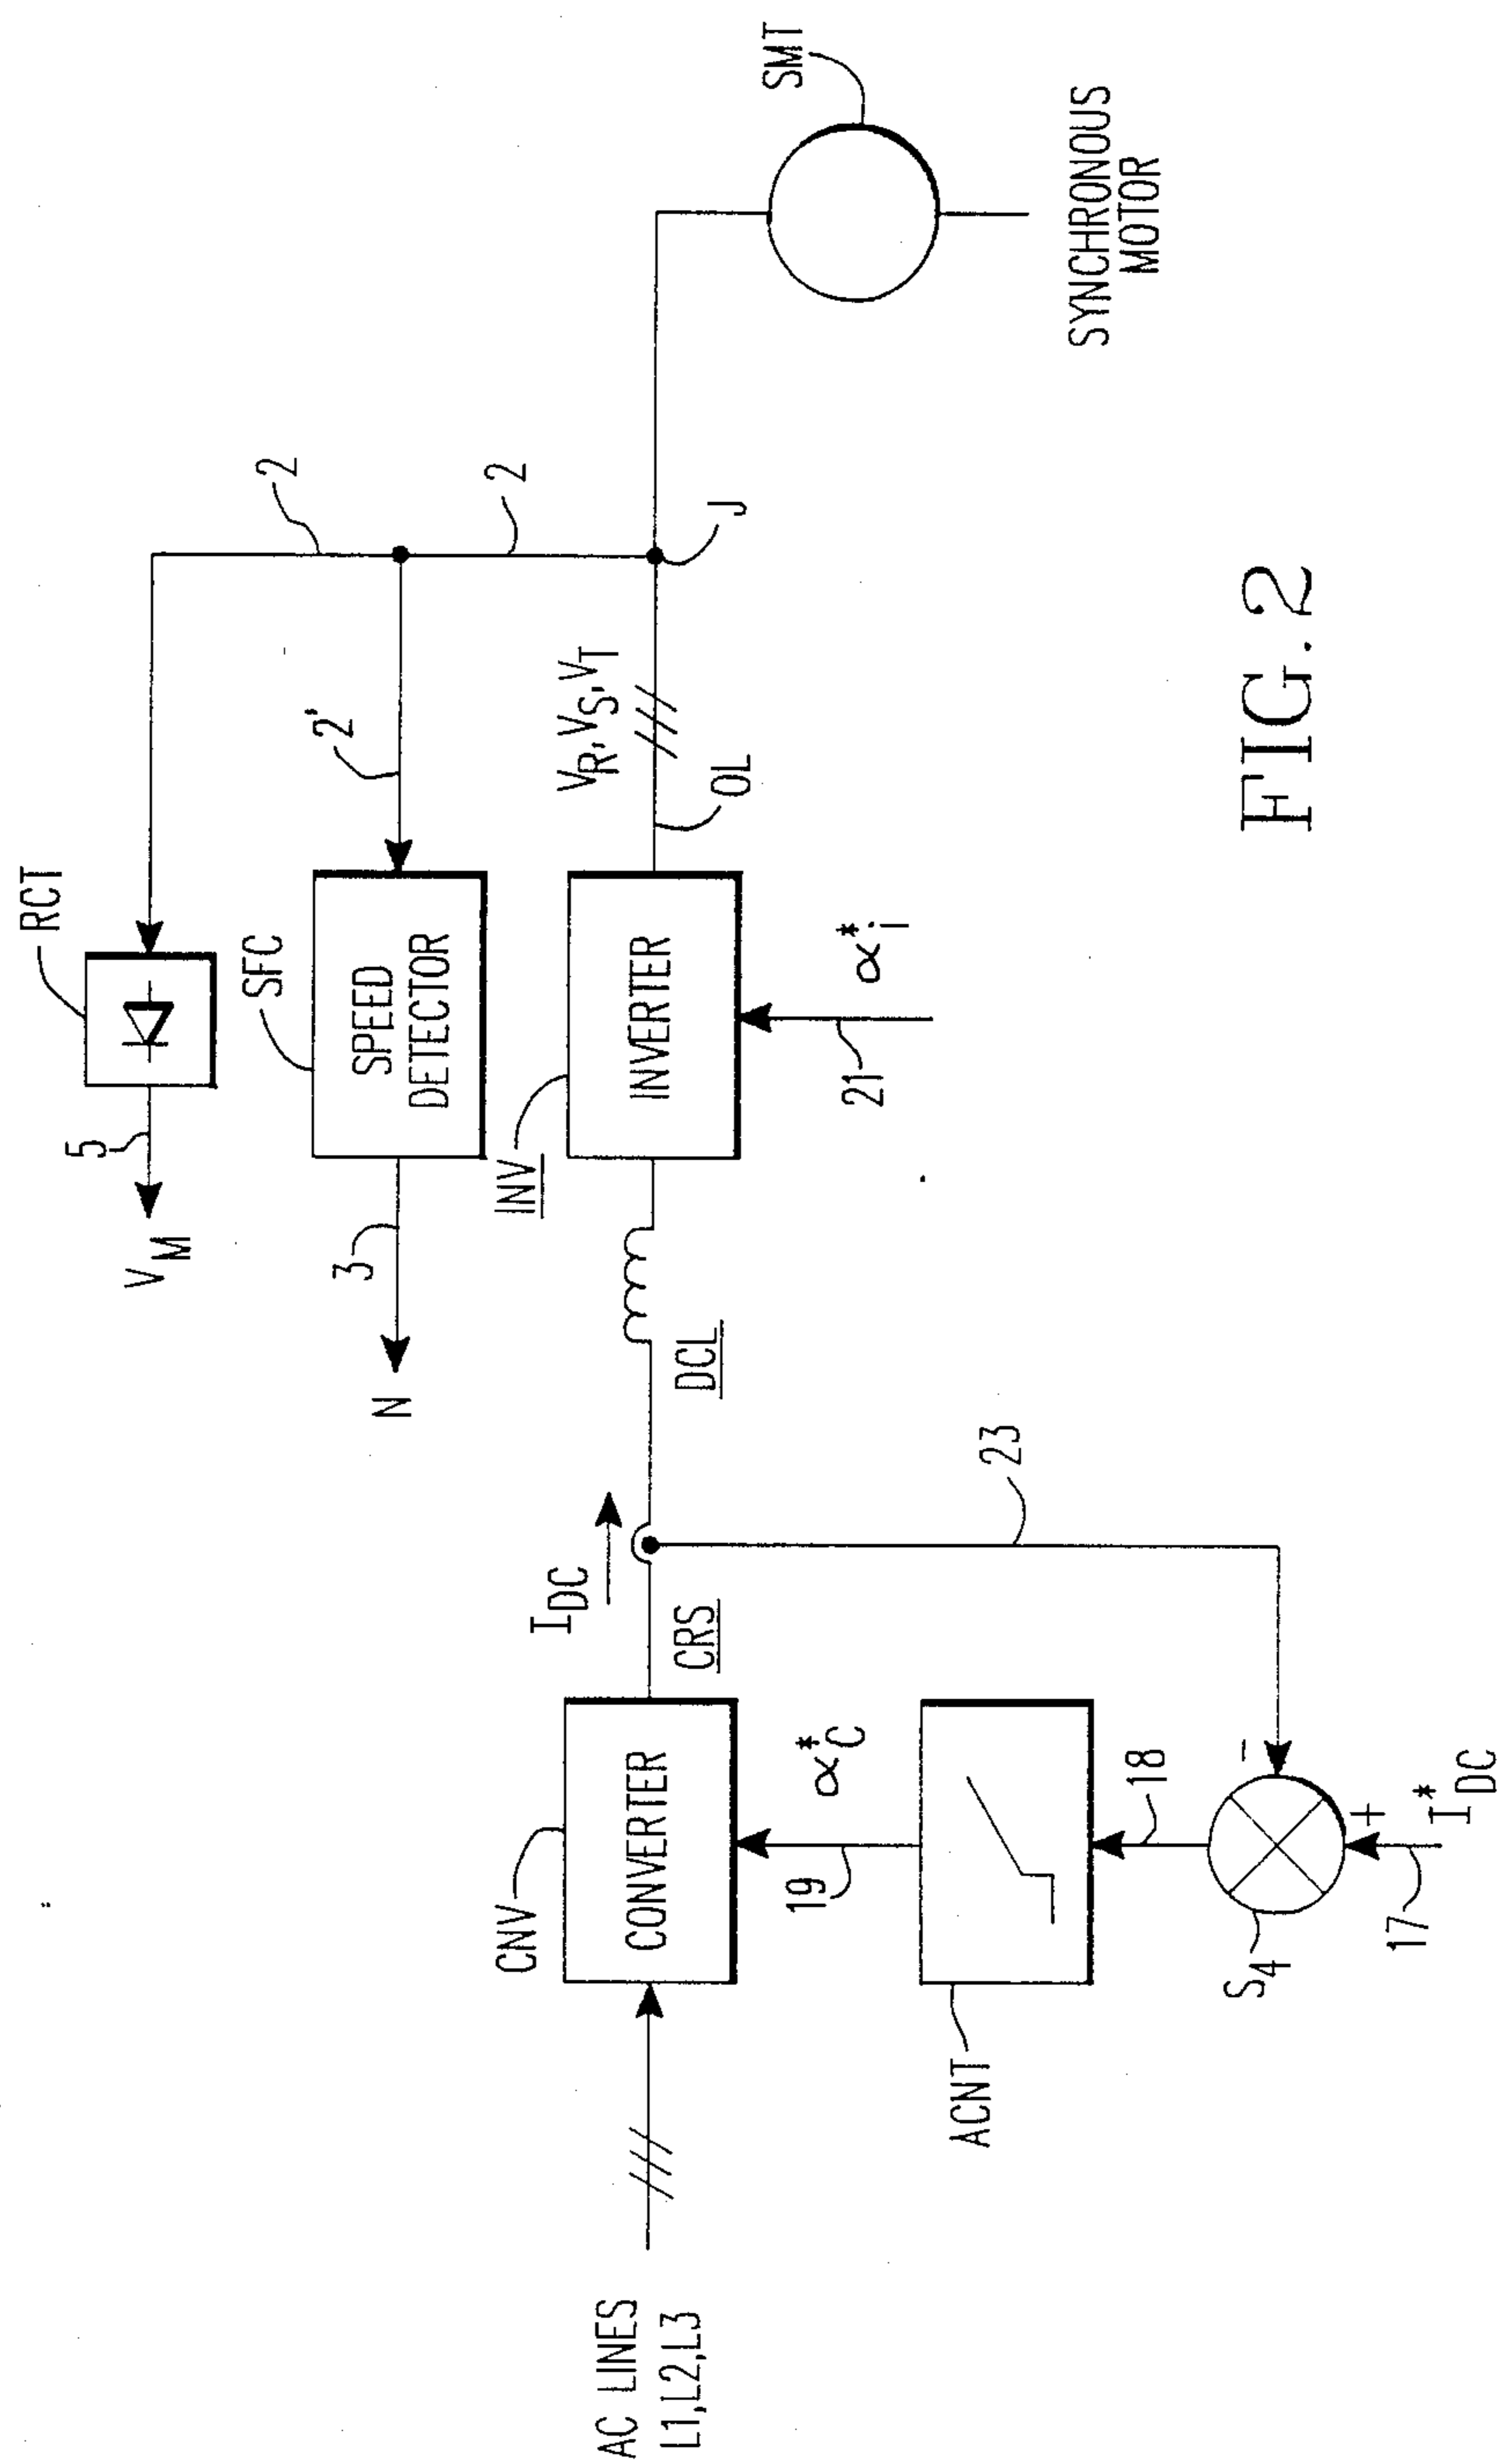 RCT
5
V_M
2
SFC
SPEED
DETECTOR
3
N
2'
2
SMT
SYNCHRONOUS
MOTOR
V_R, V_S, V_T
OL
J
INV
INVERTER
α*_i
21
DCL
I_DC
CRS
23
CNV
CONVERTER
AC LINES
L1, L2, L3
α*_C
19
ACNT
18
-
+
S_4
17
I*_DC
FIG. 2